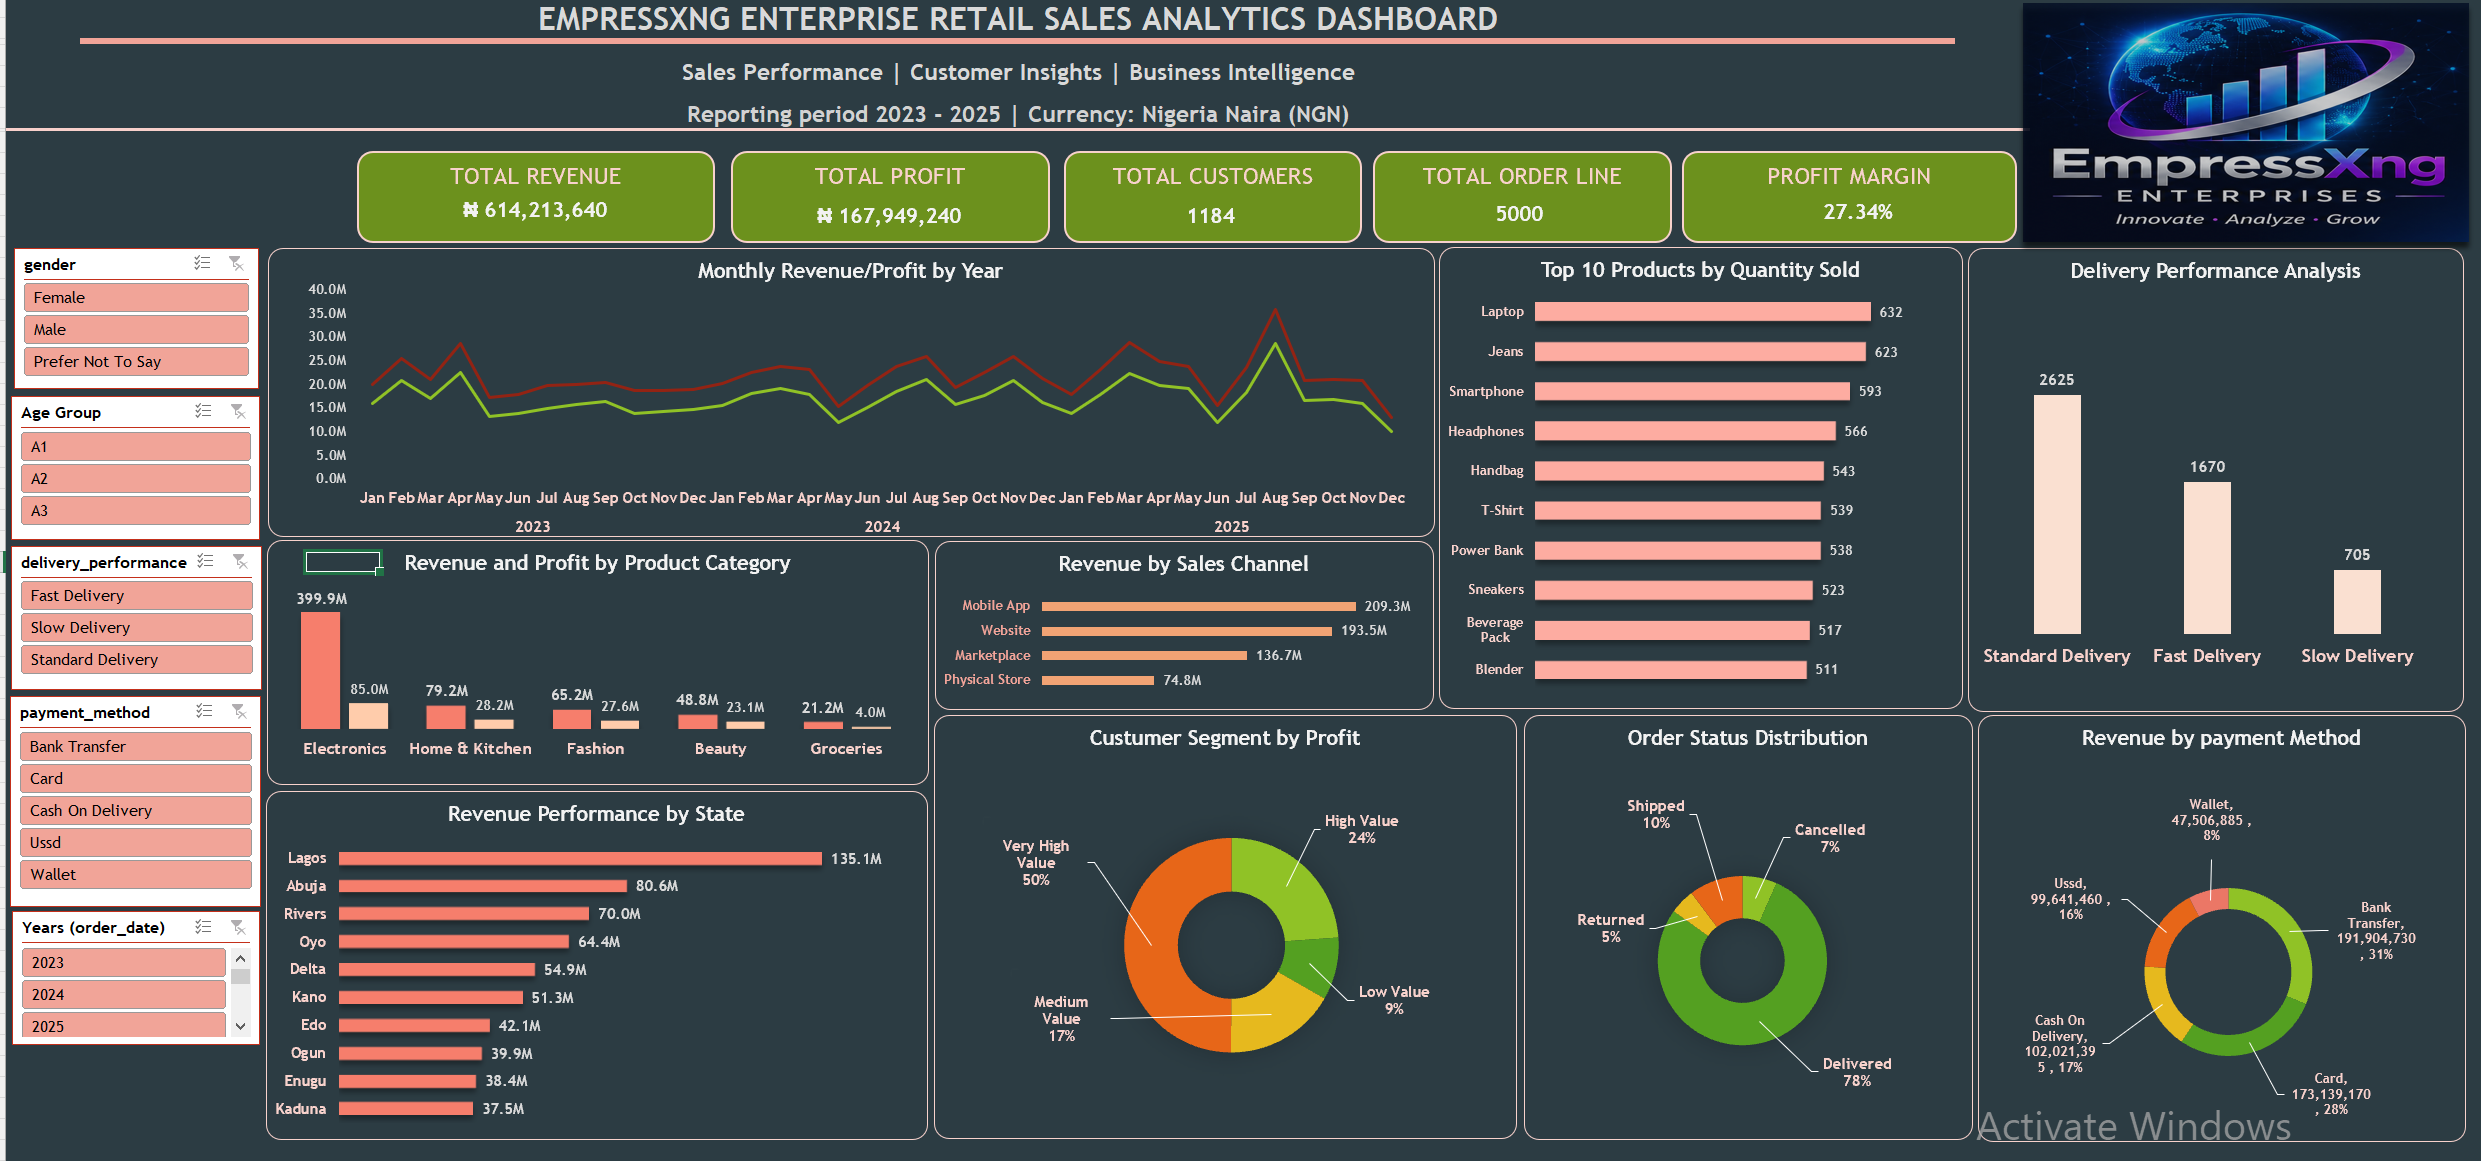 EMPRESSXNG ENTERPRISE RETAIL SALES ANALYTICS DASHBOARD
Sales Performance | Customer Insights | Business Intelligence
Reporting period 2023 - 2025 | Currency: Nigeria Naira (NGN)
EmpressXng
ENTERPRISES
Innovate · Analyze · Grow
TOTAL REVENUE
₦ 614,213,640
TOTAL PROFIT
₦ 167,949,240
TOTAL CUSTOMERS
1184
TOTAL ORDER LINE
5000
PROFIT MARGIN
27.34%
gender
Female
Male
Prefer Not To Say
Age Group
A1
A2
A3
delivery_performance
Fast Delivery
Slow Delivery
Standard Delivery
payment_method
Bank Transfer
Card
Cash On Delivery
Ussd
Wallet
Years (order_date)
2023
2024
2025
Monthly Revenue/Profit by Year
40.0M
35.0M
30.0M
25.0M
20.0M
15.0M
10.0M
5.0M
0.0M
Jan Feb Mar Apr May Jun Jul Aug Sep Oct Nov Dec Jan Feb Mar Apr May Jun Jul Aug Sep Oct Nov Dec Jan Feb Mar Apr May Jun Jul Aug Sep Oct Nov Dec
2023 2024 2025
Top 10 Products by Quantity Sold
Laptop 632
Jeans 623
Smartphone 593
Headphones 566
Handbag 543
T-Shirt 539
Power Bank 538
Sneakers 523
Beverage
Pack 517
Blender 511
Delivery Performance Analysis
2625
1670
705
Standard Delivery Fast Delivery Slow Delivery
Revenue and Profit by Product Category
399.9M
85.0M 79.2M 28.2M 65.2M 27.6M 48.8M 23.1M 21.2M 4.0M
Electronics Home & Kitchen Fashion Beauty Groceries
Revenue by Sales Channel
Mobile App 209.3M
Website 193.5M
Marketplace 136.7M
Physical Store 74.8M
Revenue Performance by State
Lagos 135.1M
Abuja 80.6M
Rivers 70.0M
Oyo 64.4M
Delta 54.9M
Kano 51.3M
Edo 42.1M
Ogun 39.9M
Enugu 38.4M
Kaduna 37.5M
Custumer Segment by Profit
High Value
24%
Very High
Value
50%
Low Value
9%
Medium
Value
17%
Order Status Distribution
Shipped
10%
Cancelled
7%
Returned
5%
Delivered
78%
Revenue by payment Method
Wallet,
47,506,885 ,
8%
Ussd,
99,641,460 ,
16%
Bank
Transfer,
191,904,730
, 31%
Cash On
Delivery,
102,021,39
5 , 17%
Card,
173,139,170
, 28%
Activate Windows